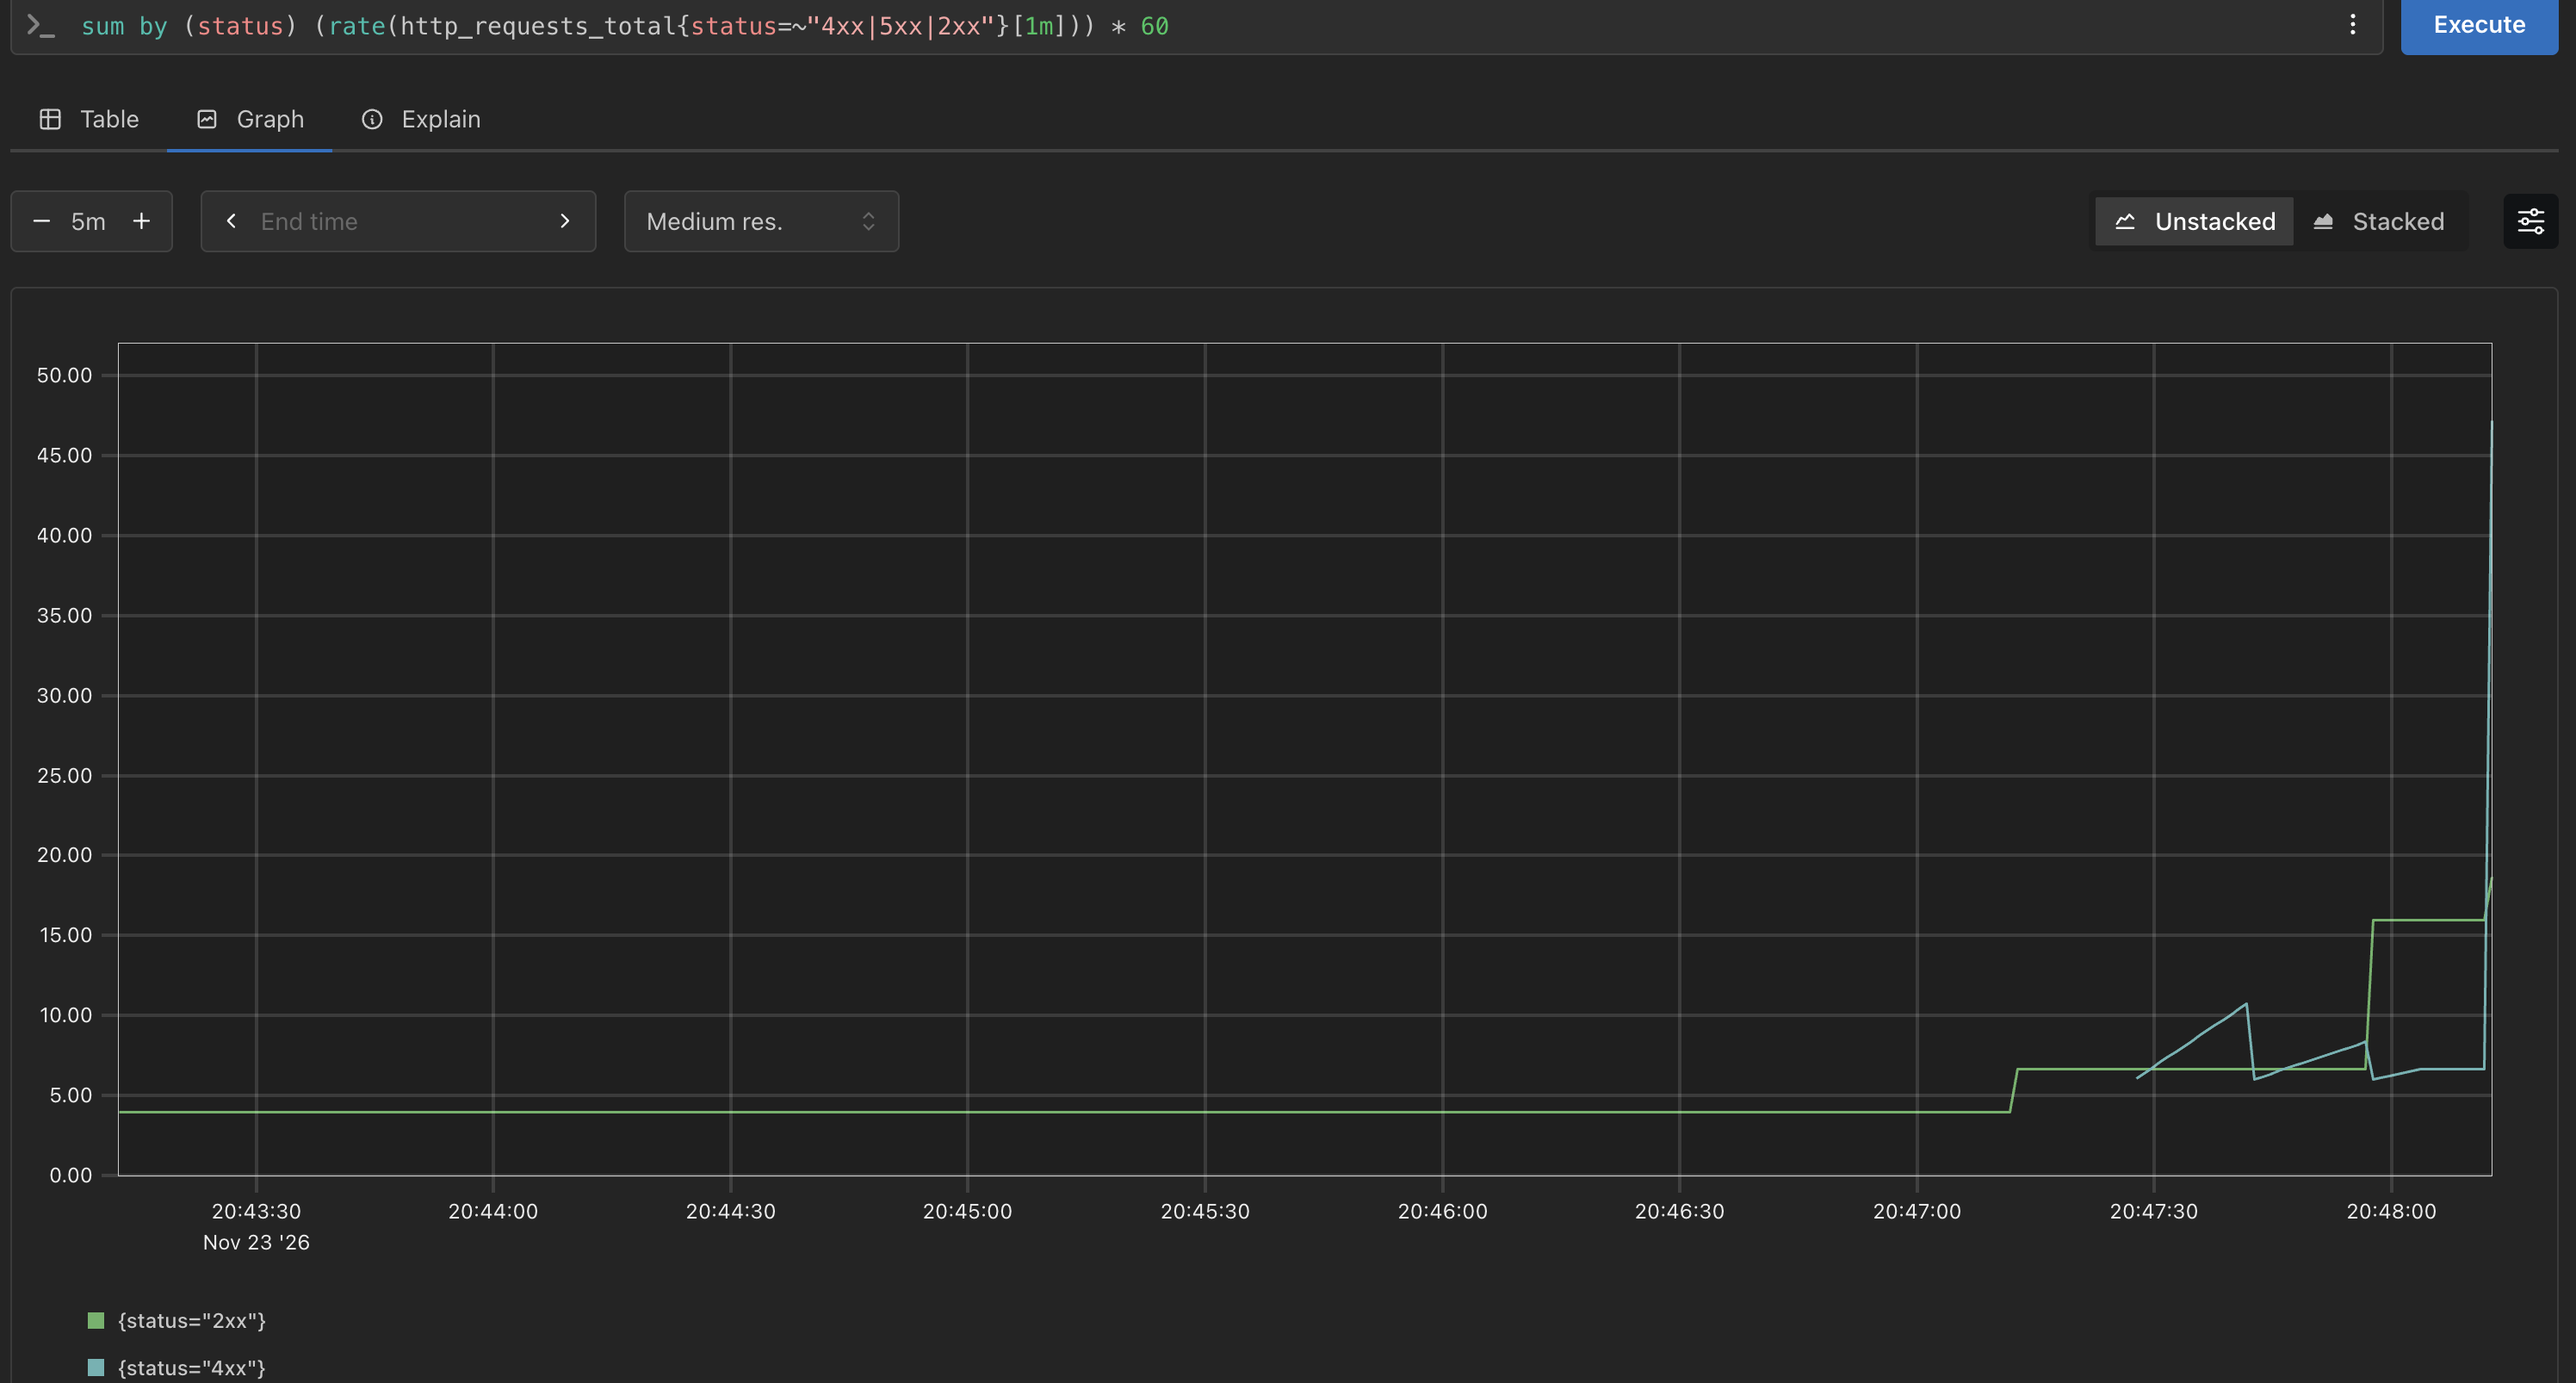 sum by (status) (rate(http_requests_total{status=~"4xx|5xx|2xx"}[1m])) * 60
Execute
Table
Graph
Explain
5m
End time
Medium res.
Unstacked
Stacked
50.00
45.00
40.00
35.00
30.00
25.00
20.00
15.00
10.00
5.00
0.00
20:43:30 20:44:00 20:44:30 20:45:00 20:45:30 20:46:00 20:46:30 20:47:00 20:47:30 20:48:00
Nov 23 '26
{status="2xx"}
{status="4xx"}